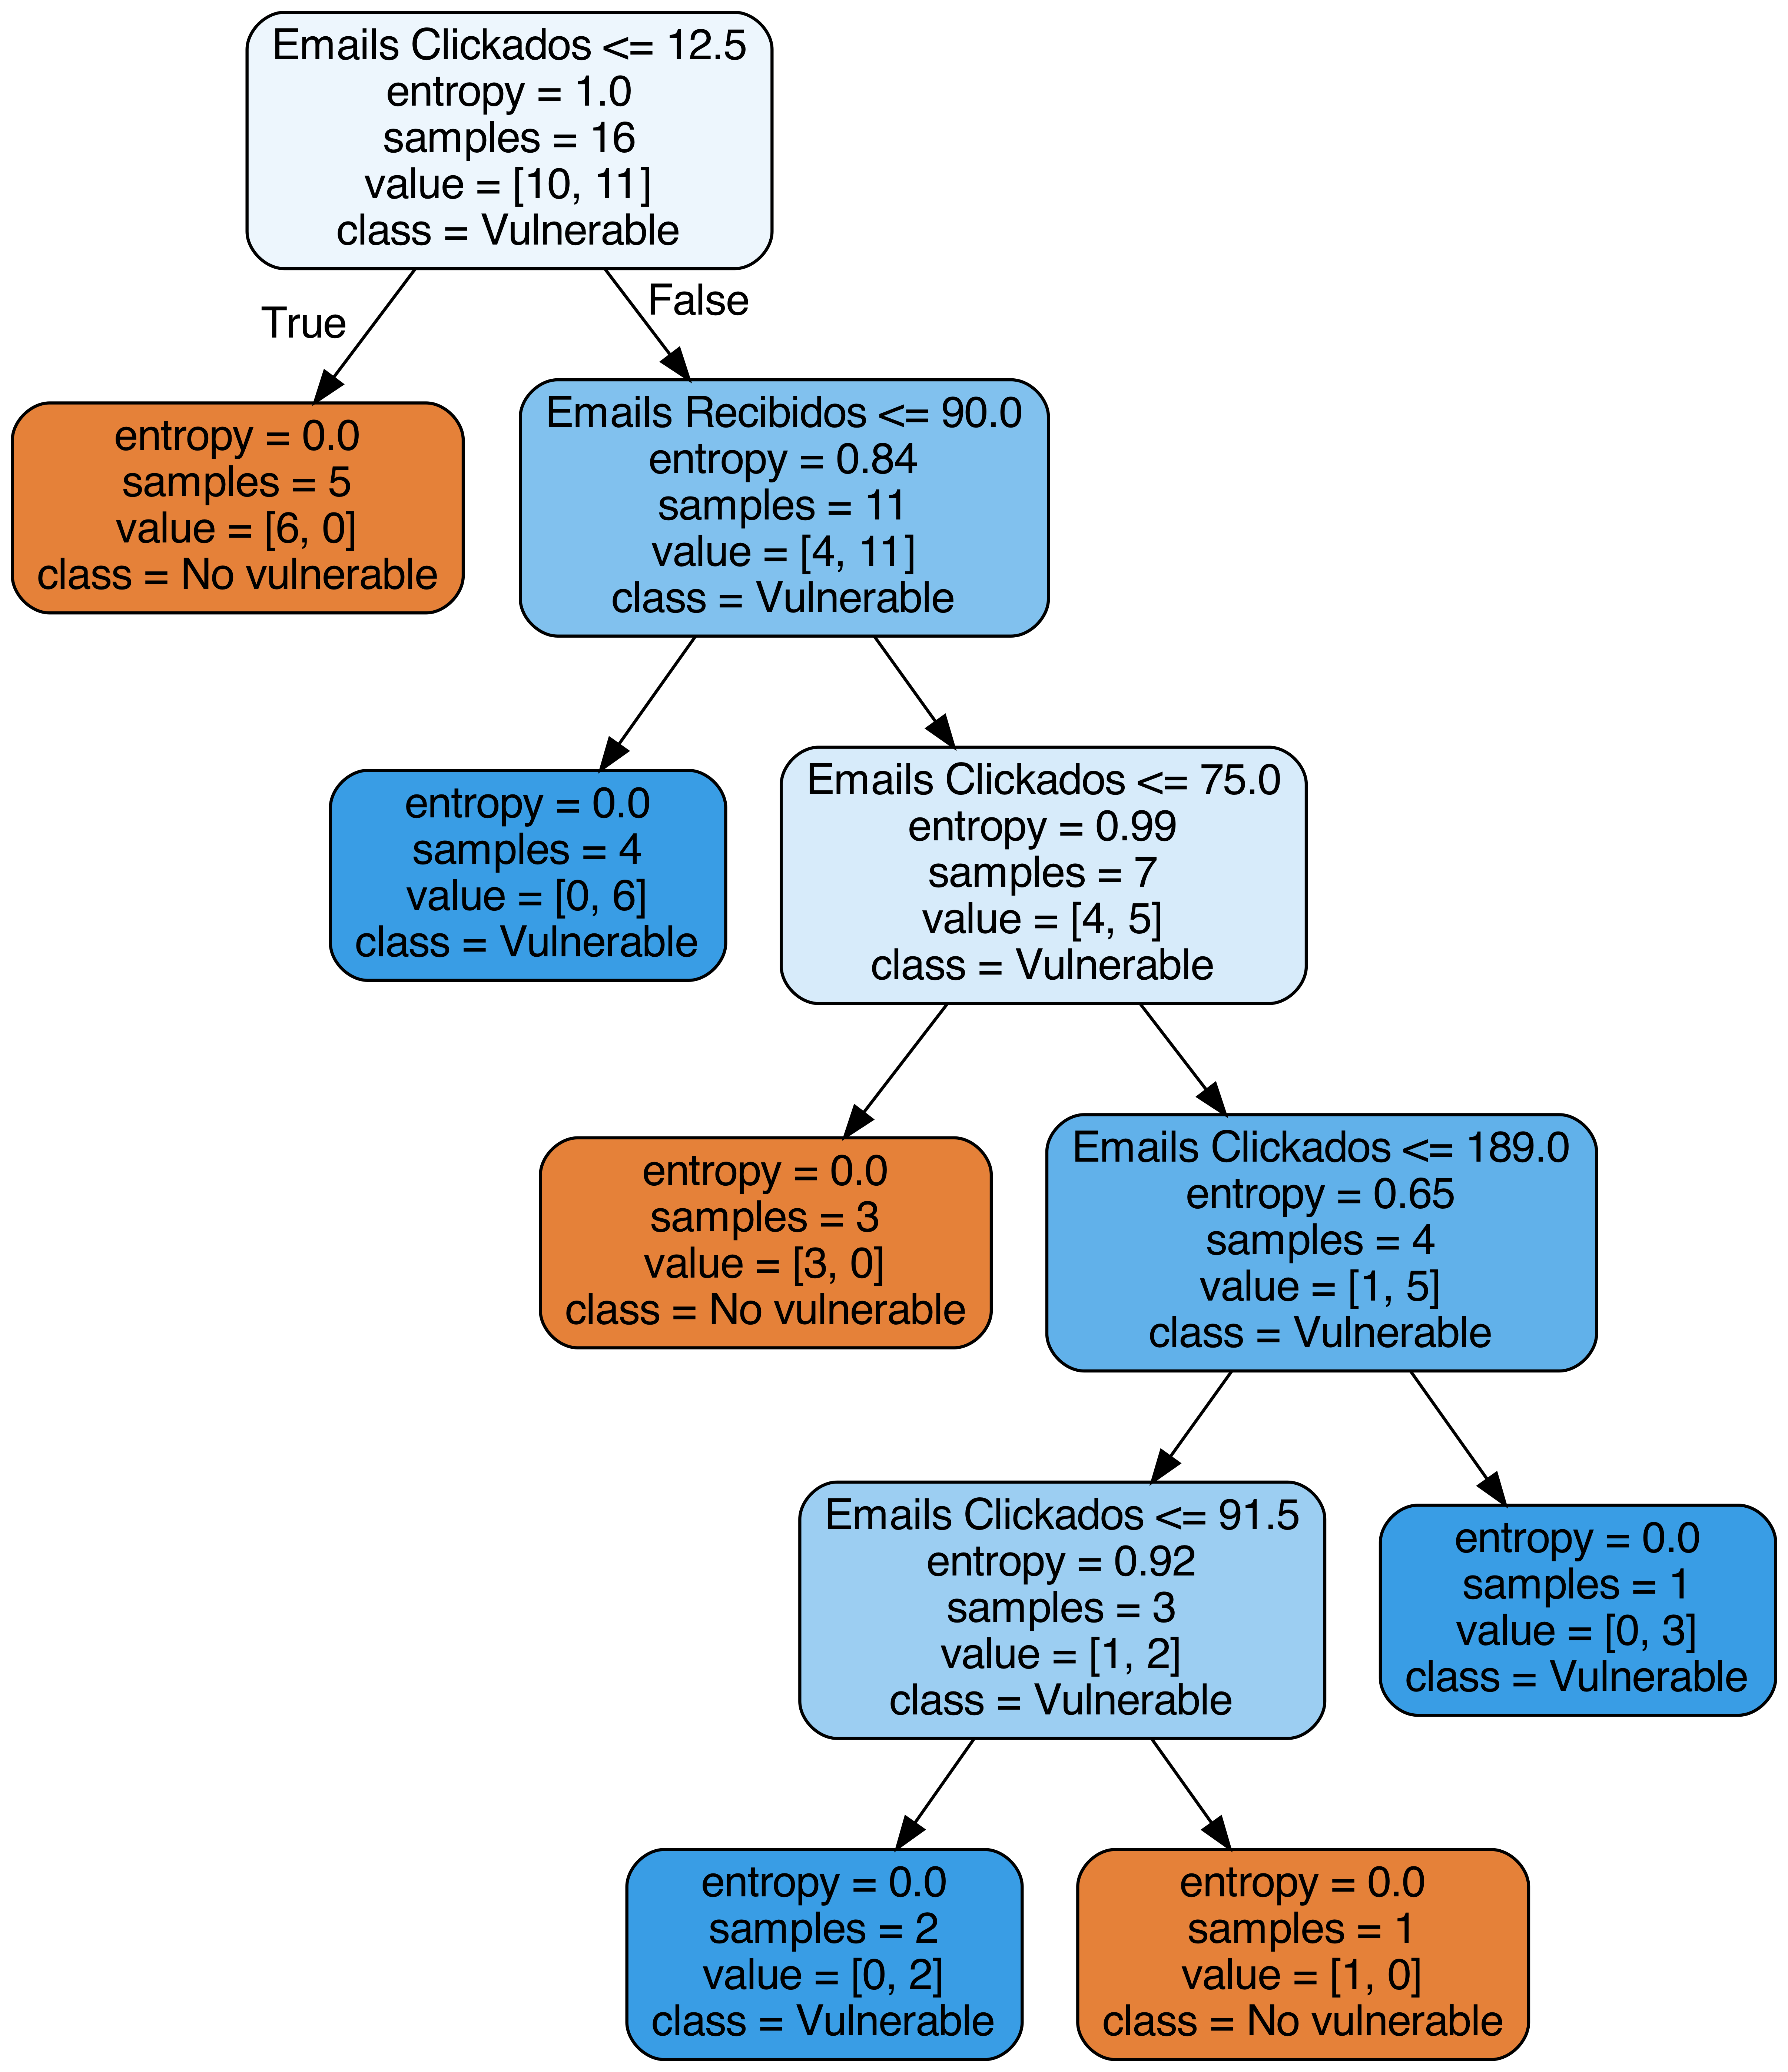 Emails Clickados <= 12.5
entropy = 1.0
samples = 16
value = [10, 11]
class = Vulnerable
True
False
entropy = 0.0
samples = 5
value = [6, 0]
class = No vulnerable
Emails Recibidos <= 90.0
entropy = 0.84
samples = 11
value = [4, 11]
class = Vulnerable
entropy = 0.0
samples = 4
value = [0, 6]
class = Vulnerable
Emails Clickados <= 75.0
entropy = 0.99
samples = 7
value = [4, 5]
class = Vulnerable
entropy = 0.0
samples = 3
value = [3, 0]
class = No vulnerable
Emails Clickados <= 189.0
entropy = 0.65
samples = 4
value = [1, 5]
class = Vulnerable
Emails Clickados <= 91.5
entropy = 0.92
samples = 3
value = [1, 2]
class = Vulnerable
entropy = 0.0
samples = 1
value = [0, 3]
class = Vulnerable
entropy = 0.0
samples = 2
value = [0, 2]
class = Vulnerable
entropy = 0.0
samples = 1
value = [1, 0]
class = No vulnerable